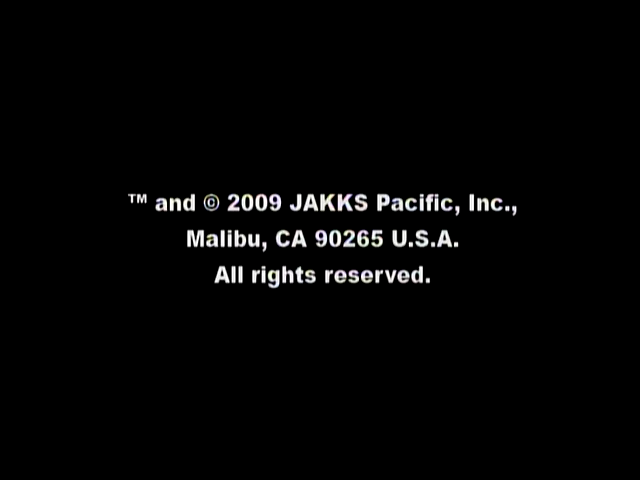 ™ and © 2009 JAKKS Pacific, Inc.,
Malibu, CA 90265 U.S.A.
All rights reserved.